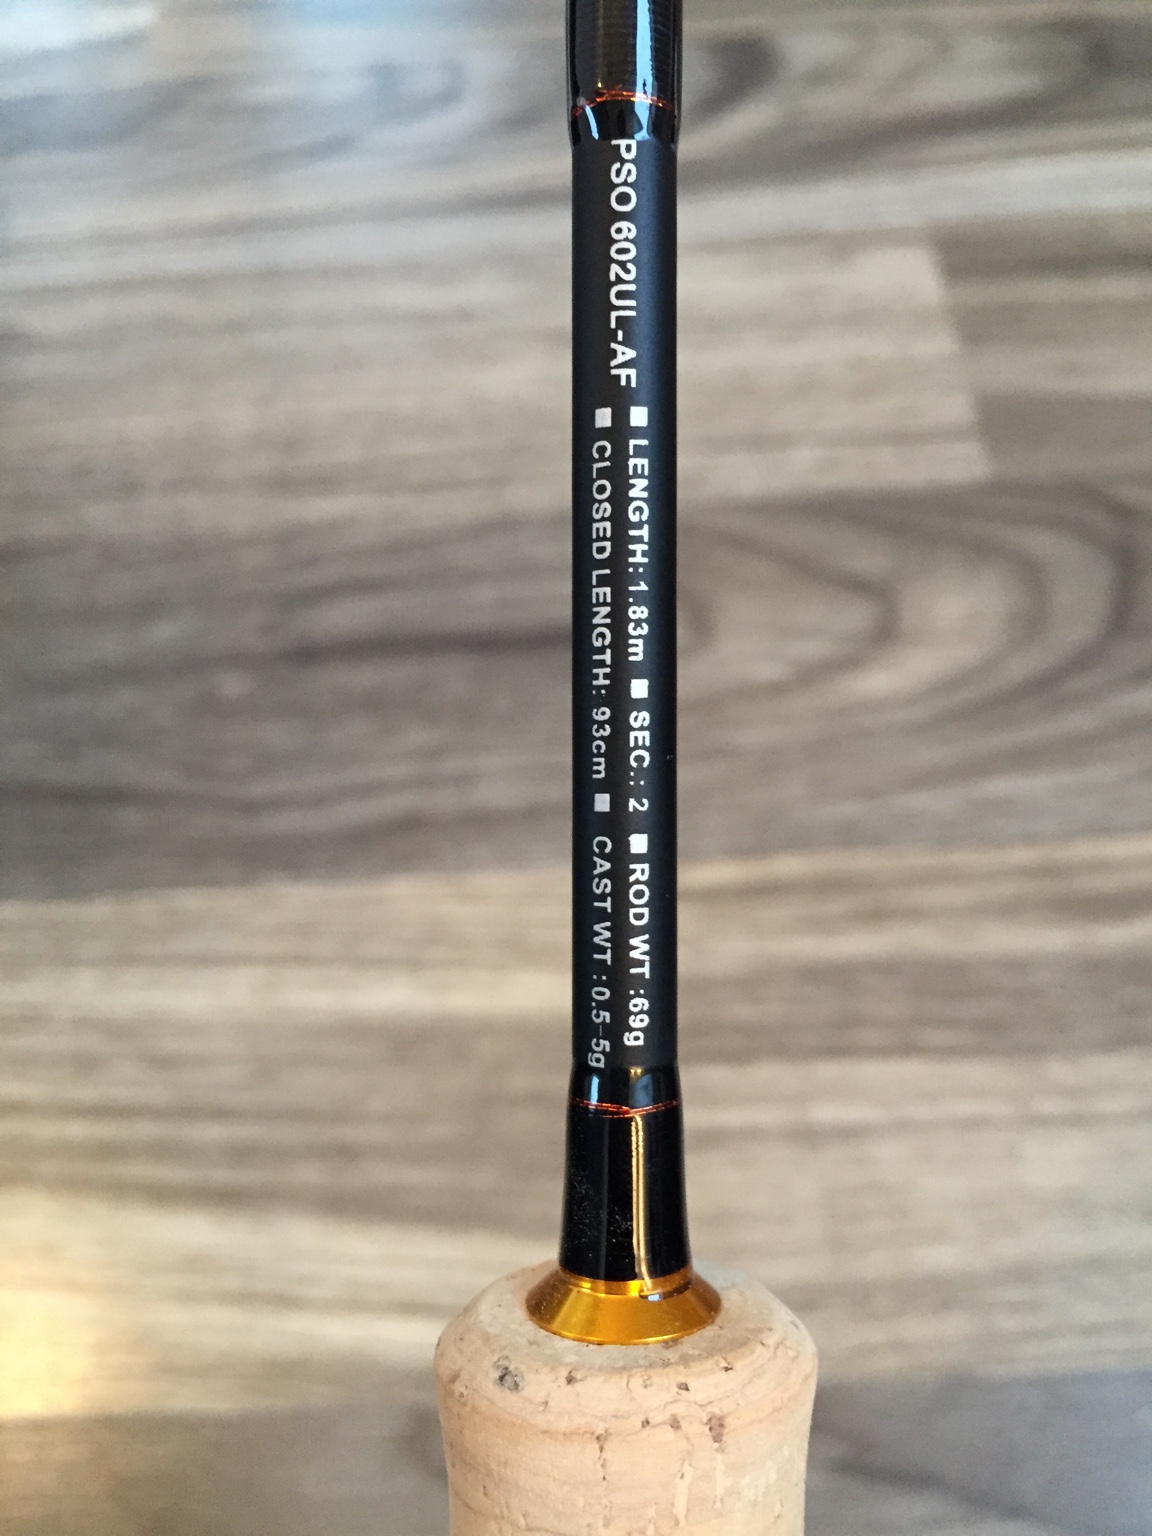 PSO 602UL-AF
■ LENGTH: 1.83m ■ SEC.: 2 ■ ROD WT :69g
■ CLOSED LENGTH: 93cm ■ CAST WT : 0.5-5g